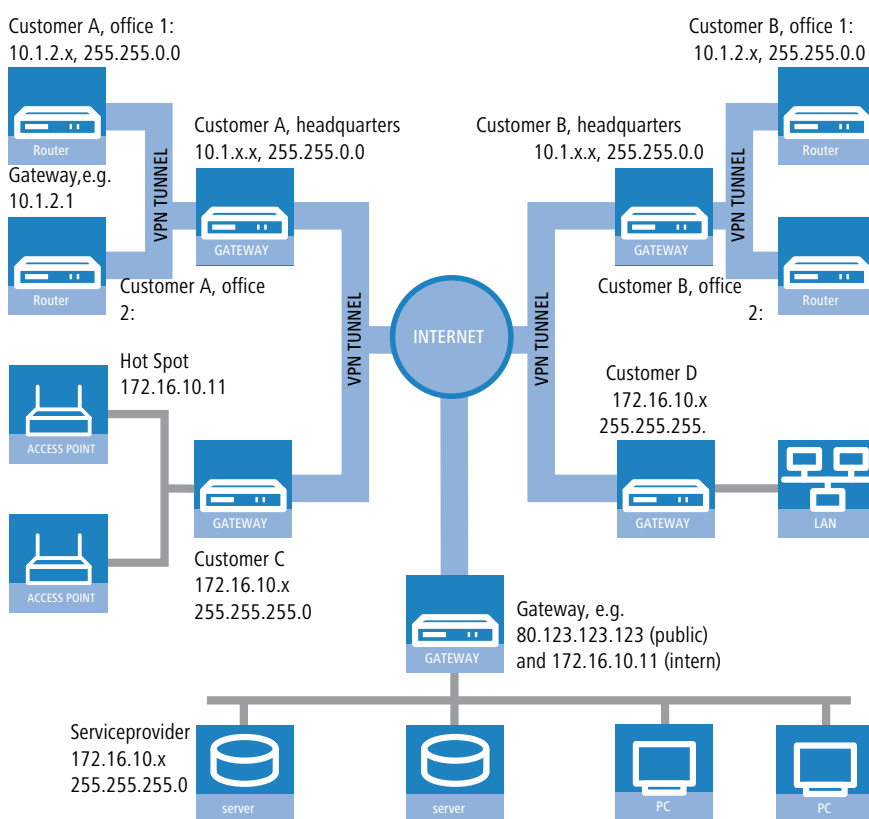 Customer A, office 1:
10.1.2.x, 255.255.0.0
Customer B, office 1:
10.1.2.x, 255.255.0.0
Router
Router
Customer A, headquarters
10.1.x.x, 255.255.0.0
Customer B, headquarters
10.1.x.x, 255.255.0.0
Gateway,e.g.
10.1.2.1
VPN TUNNEL
VPN TUNNEL
GATEWAY
GATEWAY
Router
Router
Customer A, office
2:
Customer B, office
2:
VPN TUNNEL
INTERNET
VPN TUNNEL
Hot Spot
172.16.10.11
Customer D
172.16.10.x
255.255.255.
ACCESS POINT
GATEWAY
GATEWAY
LAN
Customer C
172.16.10.x
255.255.255.0
ACCESS POINT
Gateway, e.g.
80.123.123.123 (public)
and 172.16.10.11 (intern)
GATEWAY
Serviceprovider
172.16.10.x
255.255.255.0
server
server
PC
PC